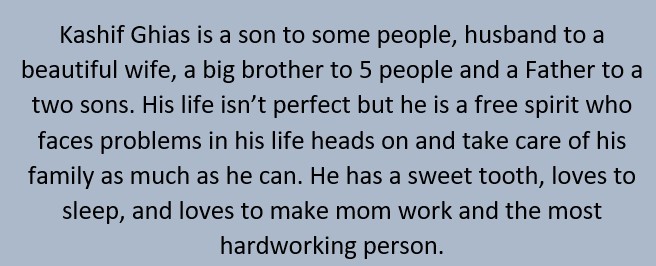 Kashif Ghias is a son to some people, husband to a
beautiful wife, a big brother to 5 people and a Father to a
two sons. His life isn’t perfect but he is a free spirit who
faces problems in his life heads on and take care of his
family as much as he can. He has a sweet tooth, loves to
sleep, and loves to make mom work and the most
hardworking person.